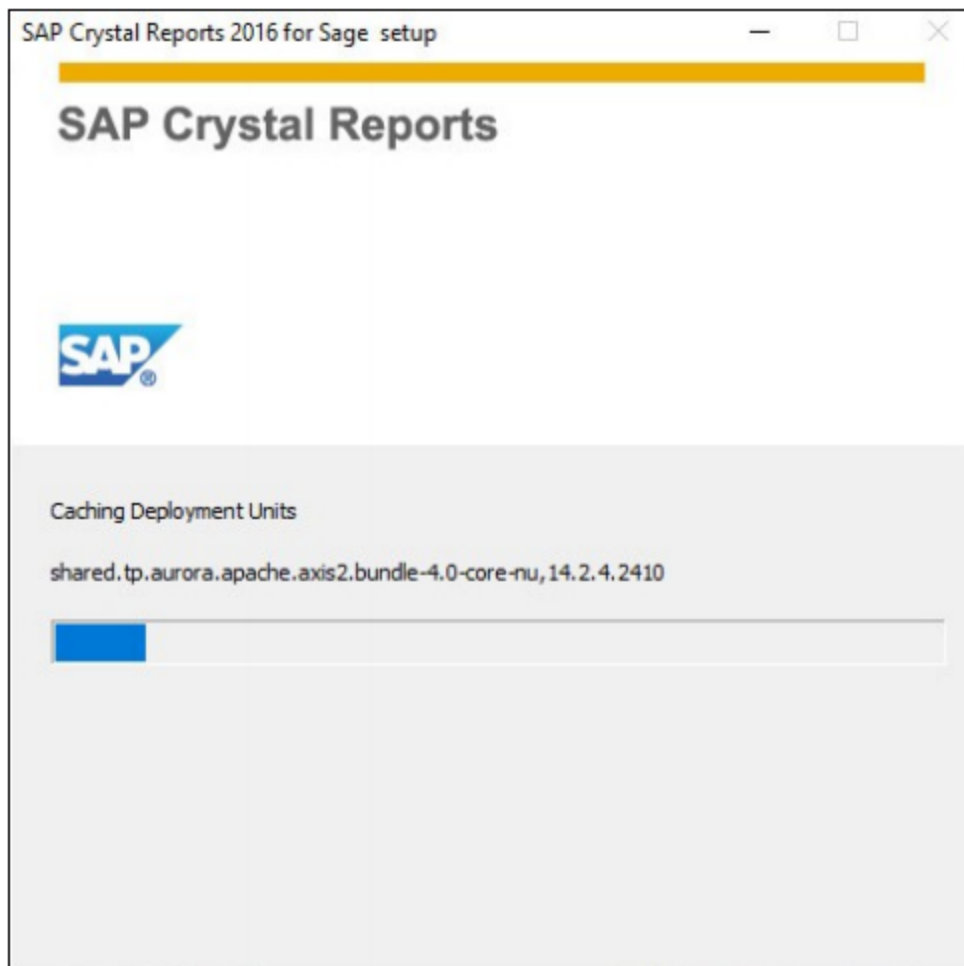 SAP Crystal Reports 2016 for Sage  setup
SAP Crystal Reports
SAP®
Caching Deployment Units
shared.tp.aurora.apache.axis2.bundle-4.0-core-nu,14.2.4.2410